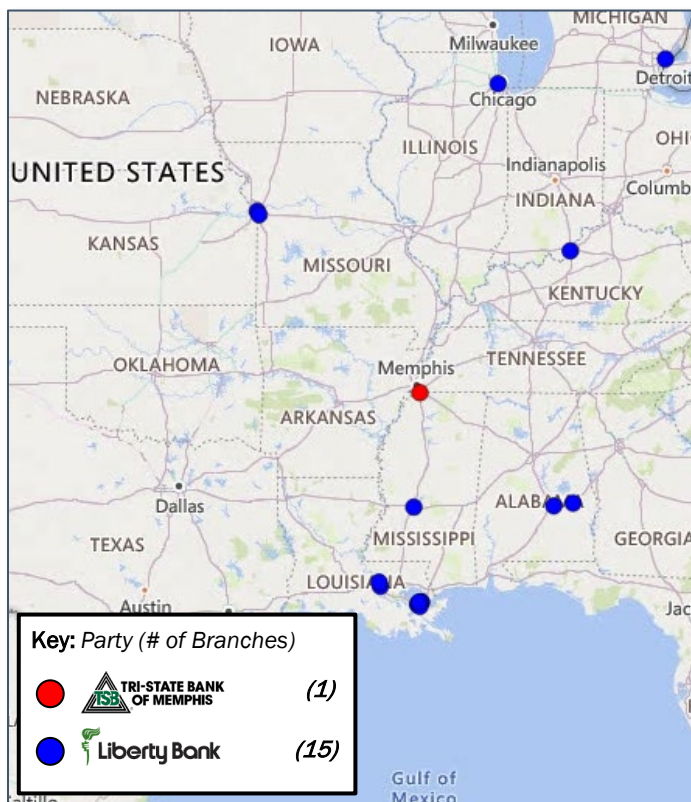 MICHIGAN
IOWA
Milwaukee
Detroit
NEBRASKA
Chicago
ILLINOIS
OHI
Indianapolis
UNITED STATES
Columb
INDIANA
KANSAS
MISSOURI
KENTUCKY
TENNESSEE
OKLAHOMA
Memphis
ARKANSAS
Dallas
ALABAMA
MISSISSIPPI
GEORGIA
TEXAS
LOUISIANA
Austin
Jac
Key: Party (# of Branches)
TSB TRI-STATE BANK
OF MEMPHIS (1)
Liberty Bank (15)
Gulf of
Mexico